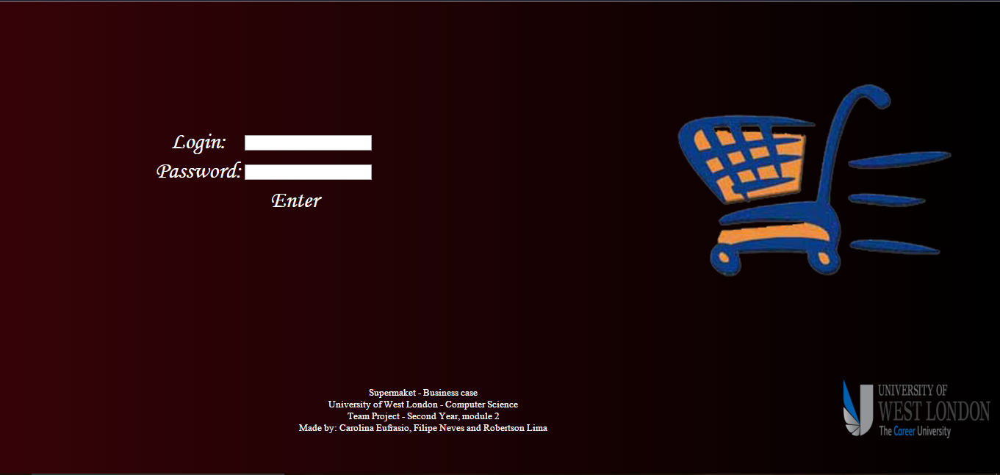 Login:
Password:
Enter
Supermaket - Business case
University of West London - Computer Science
Team Project - Second Year, module 2
Made by: Carolina Eufrasio, Filipe Neves and Robertson Lima
UNIVERSITY OF
WEST LONDON
The Career University